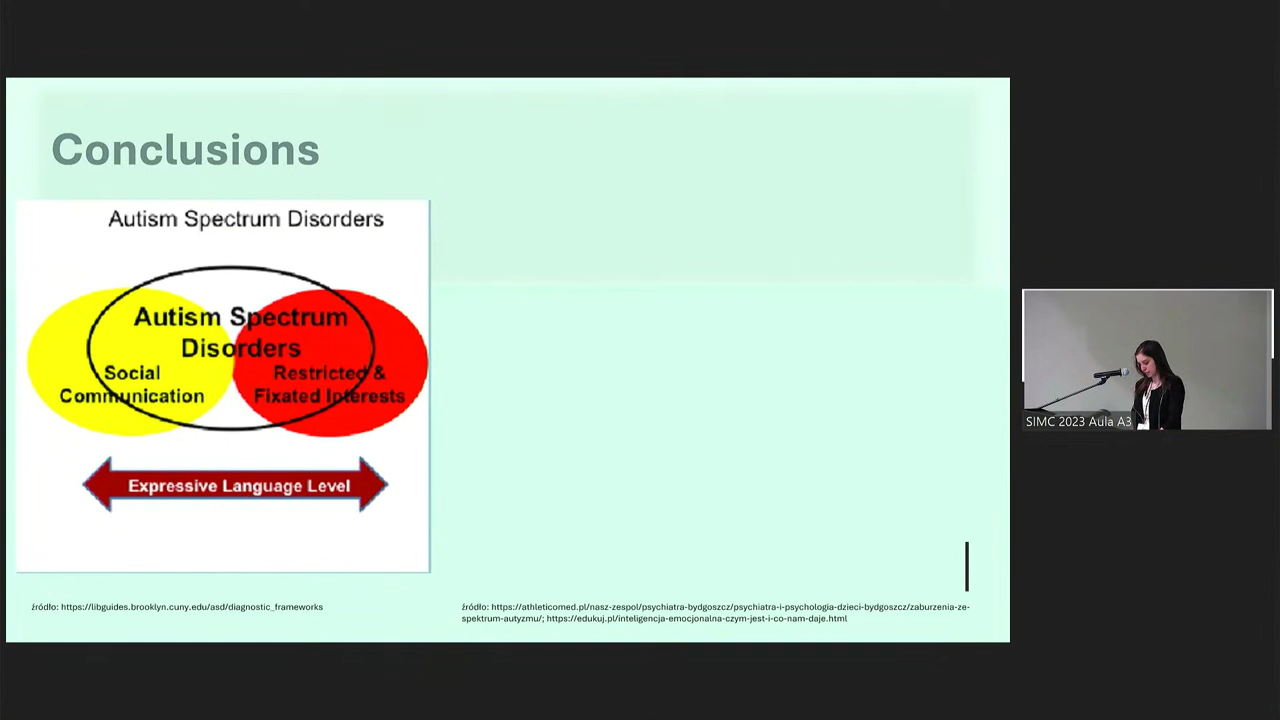 Conclusions
Autism Spectrum Disorders
Autism Spectrum
Disorders
Social
Communication
Restricted &
Fixated Interests
Expressive Language Level
źródło: https://libguides.brooklyn.cuny.edu/asd/diagnostic_frameworks
źródło: https://athleticomed.pl/nasz-zespol/psychiatra-bydgoszcz/psychiatra-i-psychologia-dzieci-bydgoszcz/zaburzenia-ze-
spektrum-autyzmu/; https://edukuj.pl/inteligencja-emocjonalna-czym-jest-i-co-nam-daje.html
SIMC 2023 Aula A3